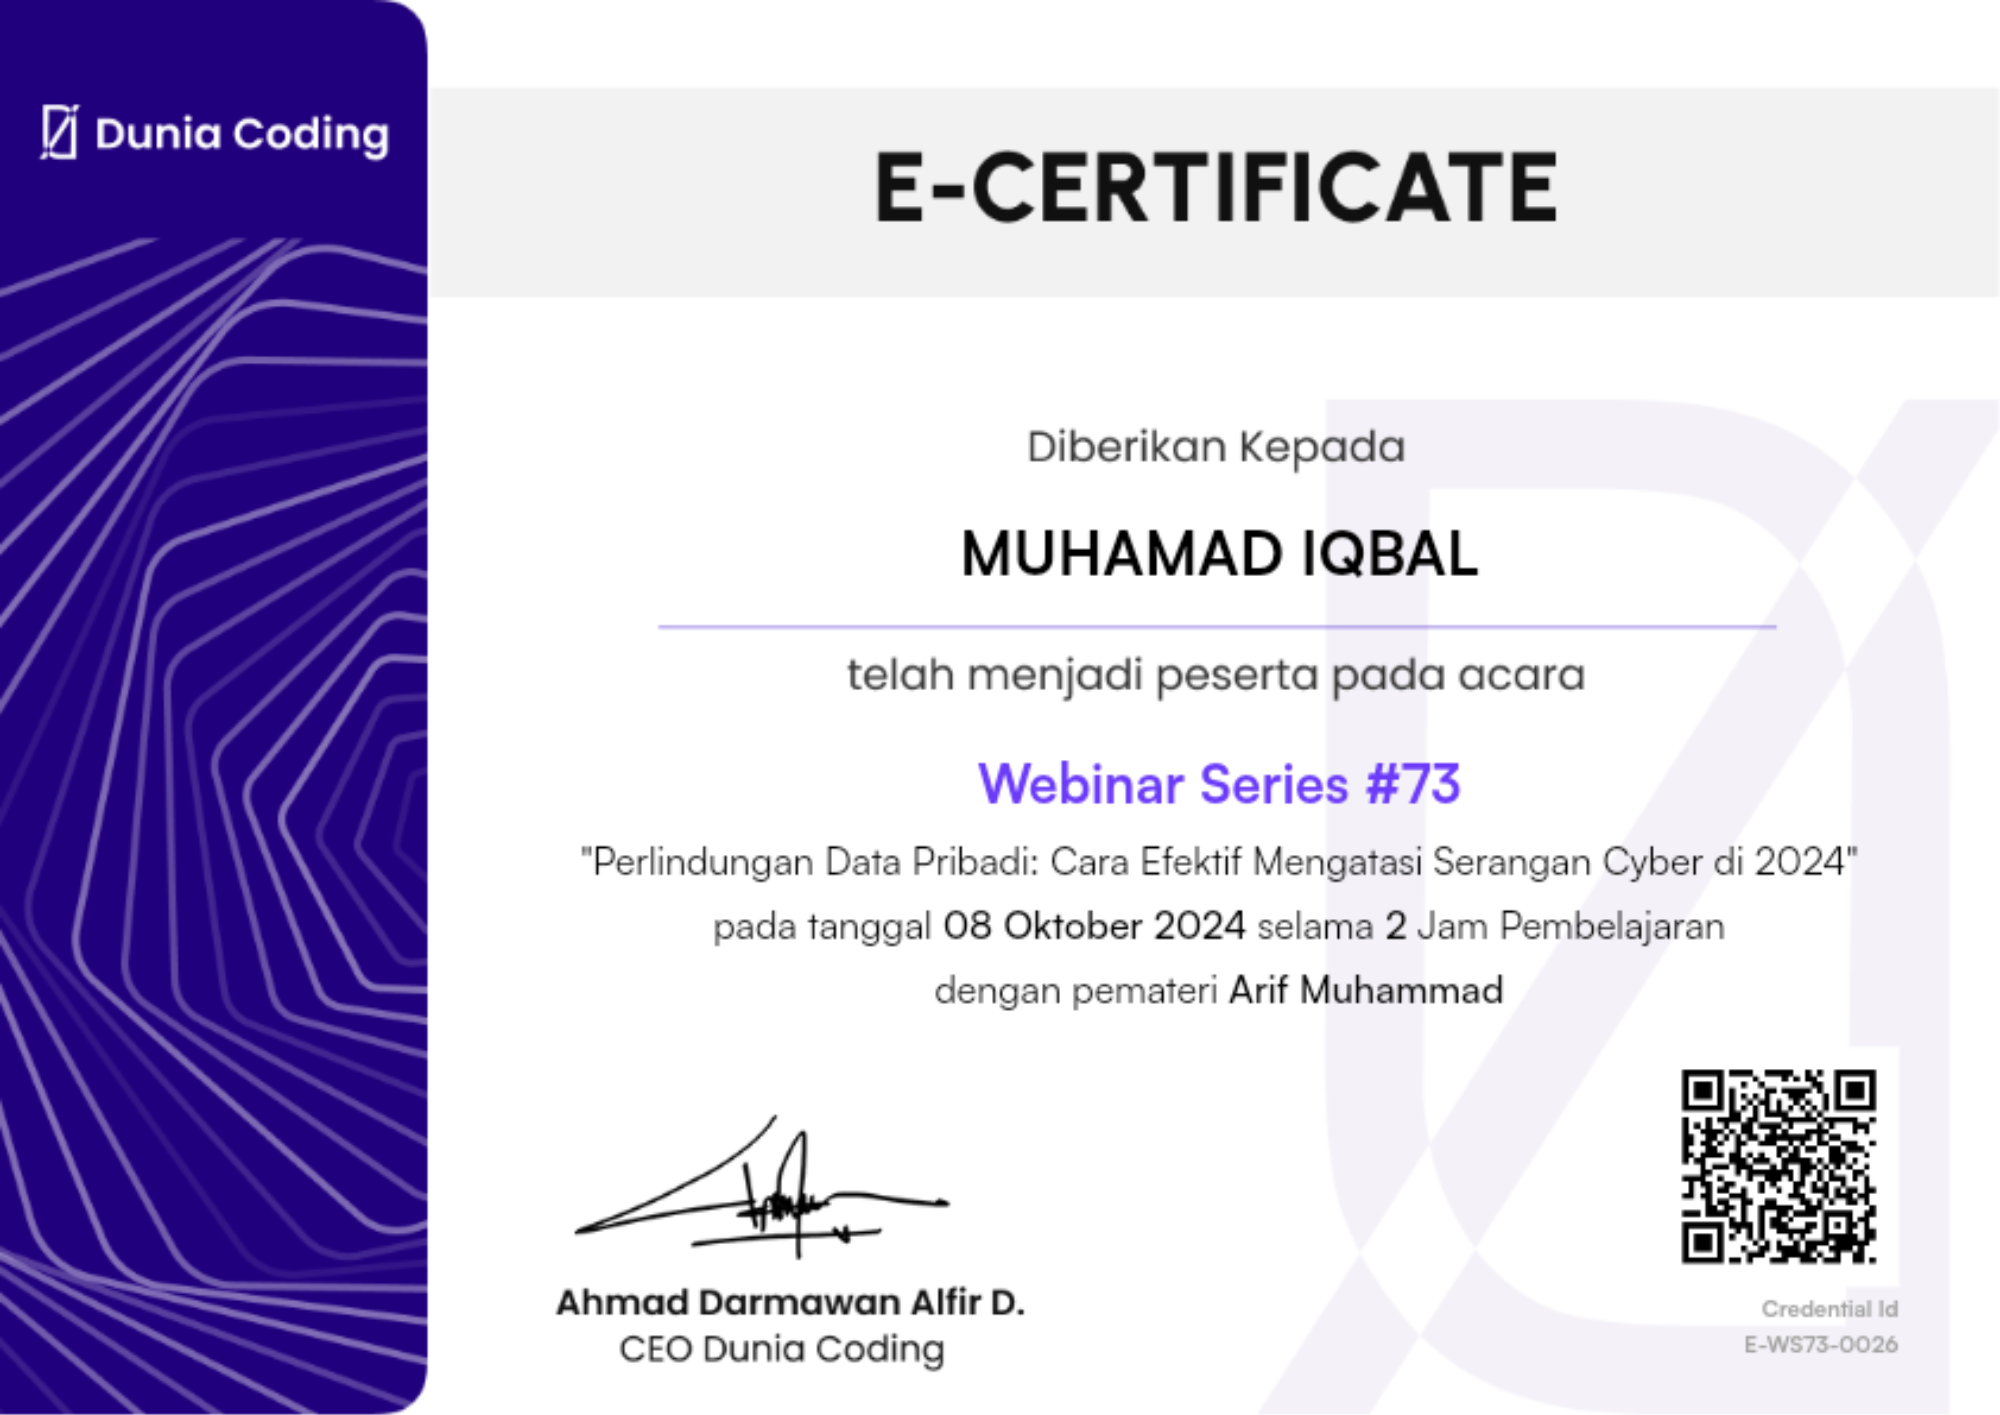 Dunia Coding
E-CERTIFICATE
Diberikan Kepada
MUHAMAD IQBAL
telah menjadi peserta pada acara
Webinar Series #73
"Perlindungan Data Pribadi: Cara Efektif Mengatasi Serangan Cyber di 2024"
pada tanggal 08 Oktober 2024 selama 2 Jam Pembelajaran
dengan pemateri Arif Muhammad
Ahmad Darmawan Alfir D.
CEO Dunia Coding
Credential Id
E-WS73-0026